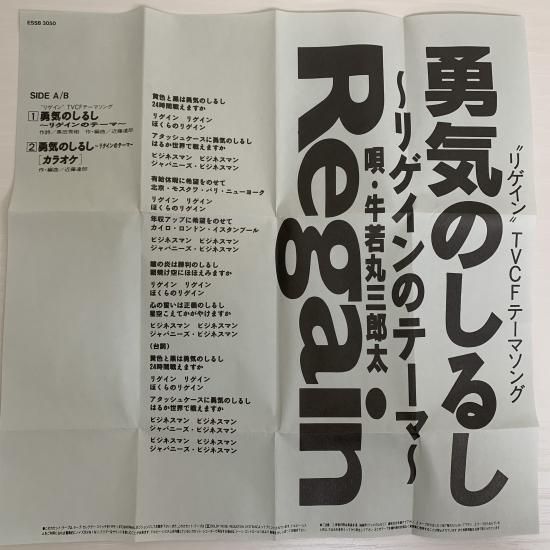 ESSB 3050
SIDE A/B
"リゲイン"TVCFテーマソング
1 勇気のしるし
〜リゲインのテーマ〜
作詩／黒田秀樹 作・編曲／近藤達郎
2 勇気のしるし〜リゲインのテーマ〜
[カラオケ]
作・編曲／近藤達郎
黄色と黒は勇気のしるし
24時間戦えますか
リゲイン リゲイン
ぼくらのリゲイン
アタッシュケースに勇気のしるし
はるか世界で戦えますか
ビジネスマン ビジネスマン
ジャパニーズ・ビジネスマン
有給休暇に希望をのせて
北京・モスクワ・パリ・ニューヨーク
リゲイン リゲイン
ぼくらのリゲイン
年収アップに希望をのせて
カイロ・ロンドン・イスタンブール
ビジネスマン ビジネスマン
ジャパニーズ・ビジネスマン
瞳の炎は勝利のしるし
朝焼け空にほほえみますか
リゲイン リゲイン
ぼくらのリゲイン
心の誓いは正義のしるし
星空こえてかがやけますか
ビジネスマン ビジネスマン
ジャパニーズ・ビジネスマン
(台詞)
黄色と黒は勇気のしるし
24時間戦えますか
リゲイン リゲイン
ぼくらのリゲイン
アタッシュケースに勇気のしるし
はるか世界で戦えますか
ビジネスマン ビジネスマン
ジャパニーズ・ビジネスマン
ビジネスマン ビジネスマン
ジャパニーズ・ビジネスマン
"リゲイン"TVCFテーマソング
勇気のしるし
〜リゲインのテーマ〜
唄・牛若丸三郎太
Regain